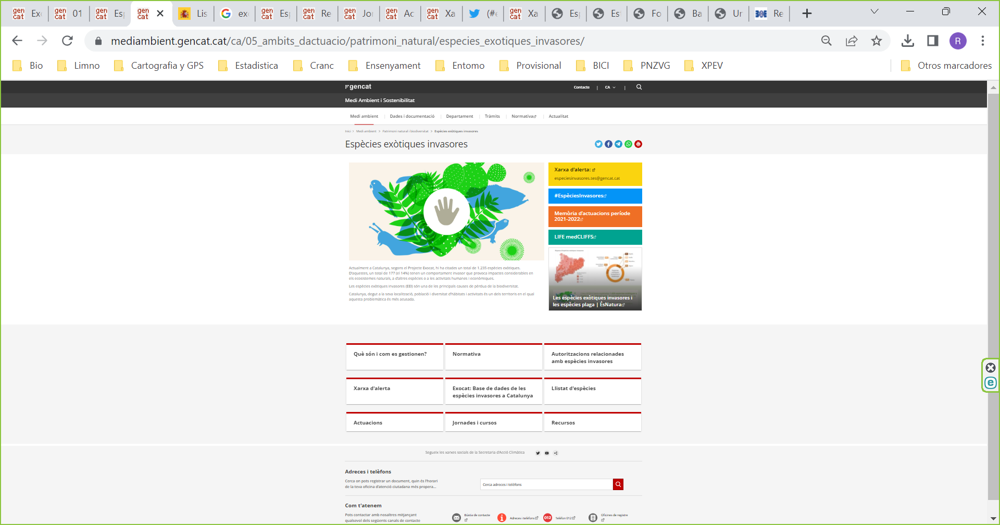 Ex
01
Esp
Lis
ex
Esp
Re
Jo
Ac
Xa
(#e
Xa
Esp
Est
Fo
Ba
Ur
Re
mediambient.gencat.cat/ca/05_ambits_dactuacio/patrimoni_natural/especies_exotiques_invasores/
R
Bio
Limno
Cartografia y GPS
Estadistica
Cranc
Ensenyament
Entomo
Provisional
BICI
PNZVG
XPEV
Otros marcadores
gencat
Contacte | CA |
Medi Ambient i Sostenibilitat
Medi ambient | Dades i documentació | Departament | Tràmits | Normativa | Actualitat
Inici > Medi ambient > Patrimoni natural i biodiversitat > Espècies exòtiques invasores
Espècies exòtiques invasores
Xarxa d'alerta:
especiesinvasores.tes@gencat.cat
#EspèciesInvasores
Memòria d'actuacions període
2021-2022
LIFE medCLIFFS
Les espècies exòtiques invasores i
les espècies plaga | ÉsNatura
Actualment a Catalunya, segons el Projecte Exocat, hi ha citades un total de 1.235 espècies exòtiques.
D'aquestes, un total de 177 (el 14%) tenen un comportament invasor que provoca impactes considerables en
els ecosistemes naturals, a d'altres espècies o a les activitats humanes i econòmiques.
Les espècies exòtiques invasores (EEI) són una de les principals causes de pèrdua de la biodiversitat.
Catalunya, degut a la seva localització, població i diversitat d'hàbitats i activitats és un dels territoris en el qual
aquesta problemàtica és més acusada.
Què són i com es gestionen?
Normativa
Autoritzacions relacionades
amb espècies invasores
Xarxa d'alerta
Exocat: Base de dades de les
espècies invasores a Catalunya
Llistat d'espècies
Actuacions
Jornades i cursos
Recursos
Segueix les xarxes socials de la Secretaria d'Acció Climàtica
Adreces i telèfons
Cerca on pots registrar un document, quin és l'horari
de la teva oficina d'atenció ciutadana més propera...
Cerca adreces i telèfons
Com t'atenem
Pots contactar amb nosaltres mitjançant
qualsevol dels següents canals de contacte
Bústia de contacte
Adreces i telèfons
012
Telèfon 012
Oficines de registre